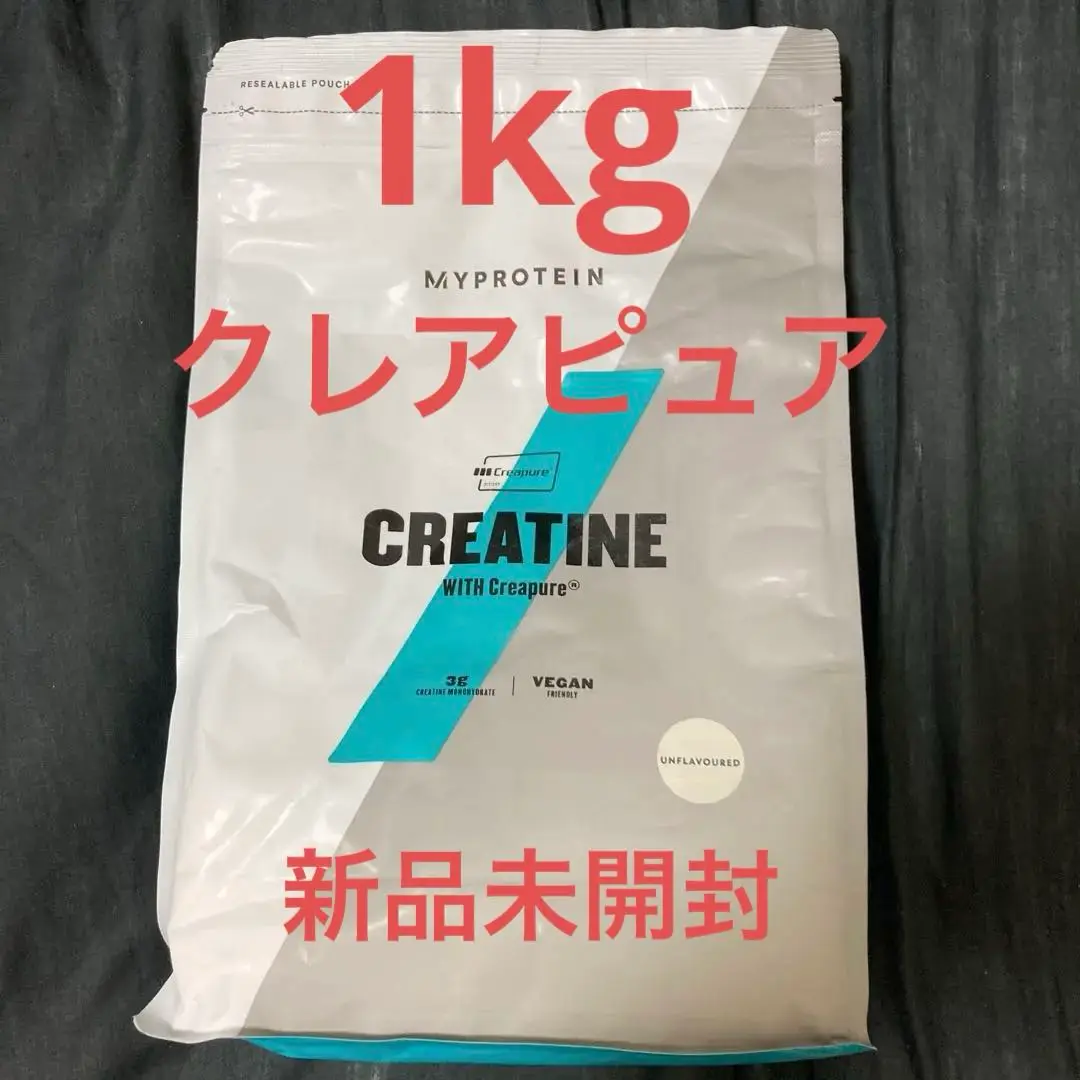 RESEALABLE POUCH
1kg
MYPROTEIN
クレアピュア
Creapure®
CREATINE
WITH Creapure®
3g
CREATINE MONOHYDRATE
VEGAN
FRIENDLY
UNFLAVOURED
新品未開封